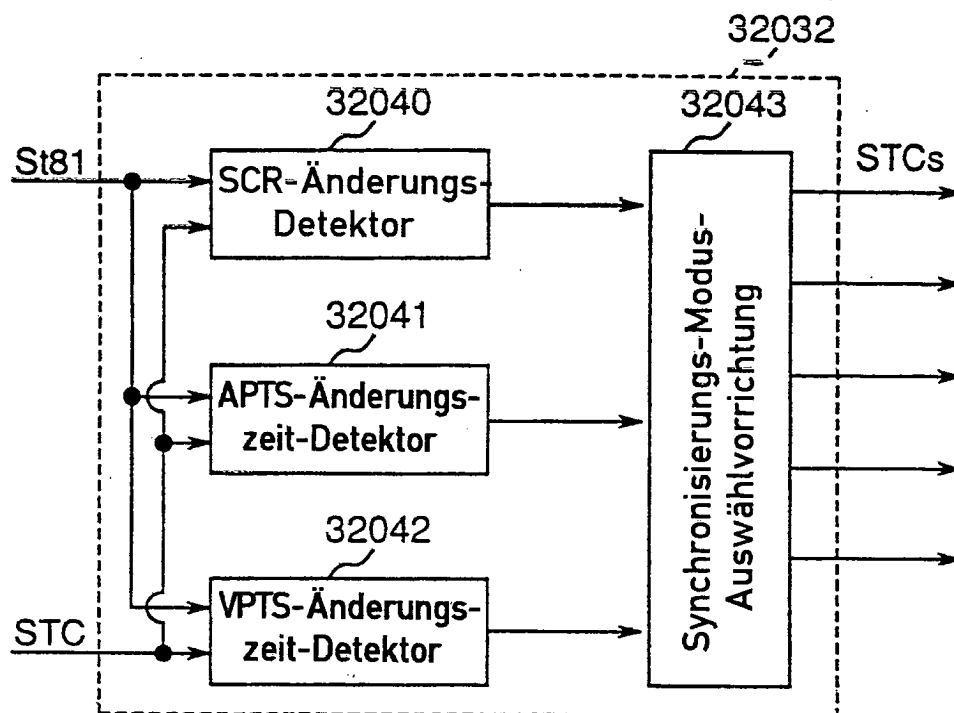 32032
32040
32043
St81
SCR-Änderungs-
Detektor
STCs
32041
APTS-Änderungs-
zeit-Detektor
Synchronisierungs-Modus-
Auswählvorrichtung
32042
VPTS-Änderungs-
zeit-Detektor
STC